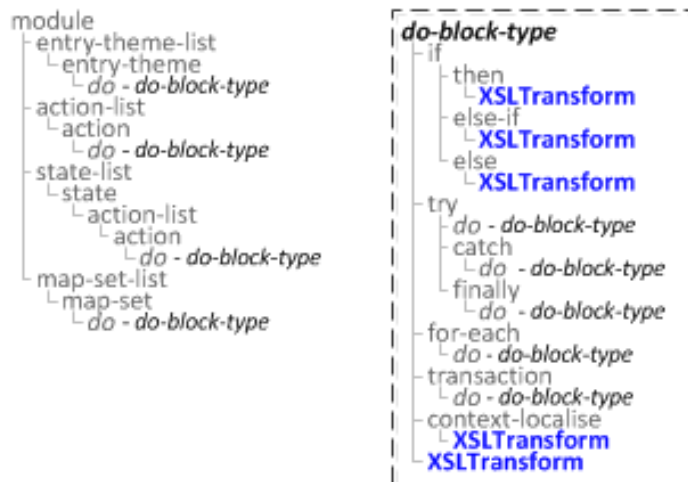 module
entry-theme-list
entry-theme
do - do-block-type
action-list
action
do - do-block-type
state-list
state
action-list
action
do - do-block-type
map-set-list
map-set
do - do-block-type
do-block-type
if
then
XSLTransform
else-if
XSLTransform
else
XSLTransform
try
do - do-block-type
catch
do - do-block-type
finally
do - do-block-type
for-each
do - do-block-type
transaction
do - do-block-type
context-localise
XSLTransform
XSLTransform